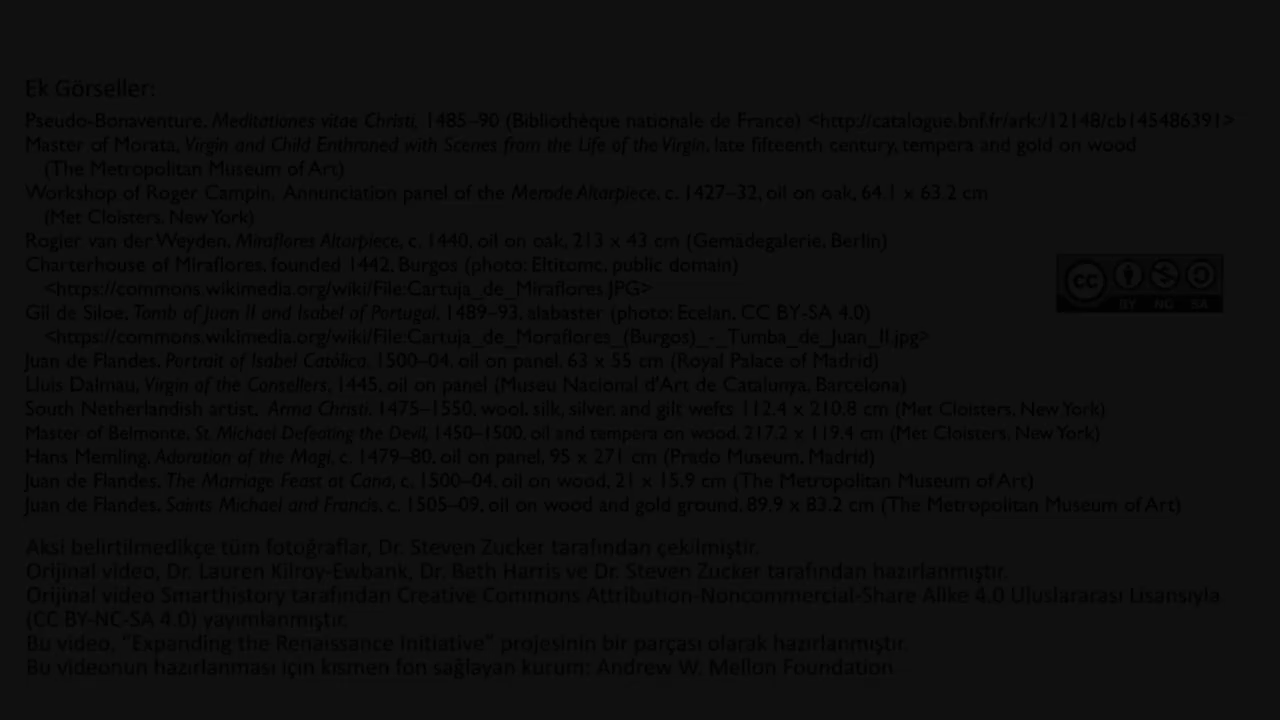 Ek Görseller:
Pseudo-Bonaventure. Meditationes vitae Christi, 1485–90 (Bibliothèque nationale de France) <http://catalogue.bnf.fr/ark:/12148/cb145486391>
Master of Morata, Virgin and Child Enthroned with Scenes from the Life of the Virgin, late fifteenth century, tempera and gold on wood
(The Metropolitan Museum of Art)
Workshop of Roger Campin. Annunciation panel of the Merode Altarpiece, c. 1427–32, oil on oak, 64.1 x 63.2 cm
(Met Cloisters, New York)
Rogier van der Weyden, Miraflores Altarpiece, c. 1440, oil on oak, 213 x 43 cm (Gemädegalerie, Berlin)
Charterhouse of Miraflores, founded 1442, Burgos (photo: Eltitomc, public domain)
<https://commons.wikimedia.org/wiki/File:Cartuja_de_Miraflores.JPG>
Gil de Siloe, Tomb of Juan II and Isabel of Portugal, 1489–93, alabaster (photo: Ecelan, CC BY-SA 4.0)
<https://commons.wikimedia.org/wiki/File:Cartuja_de_Moraflores_(Burgos)_-_Tumba_de_Juan_II.jpg>
Juan de Flandes, Portrait of Isabel Católica, 1500–04, oil on panel, 63 x 55 cm (Royal Palace of Madrid)
Lluis Dalmau, Virgin of the Consellers, 1445, oil on panel (Museu Nacional d'Art de Catalunya, Barcelona)
South Netherlandish artist, Arma Christi, 1475–1550, wool, silk, silver, and gilt wefts 112.4 x 210.8 cm (Met Cloisters, New York)
Master of Belmonte, St. Michael Defeating the Devil, 1450–1500, oil and tempera on wood, 217.2 x 119.4 cm (Met Cloisters, New York)
Hans Memling, Adoration of the Magi, c. 1479–80, oil on panel, 95 x 271 cm (Prado Museum, Madrid)
Juan de Flandes, The Marriage Feast at Cana, c. 1500–04, oil on wood, 21 x 15.9 cm (The Metropolitan Museum of Art)
Juan de Flandes, Saints Michael and Francis, c. 1505–09, oil on wood and gold ground, 89.9 x 83.2 cm (The Metropolitan Museum of Art)
cc BY NC SA
Aksi belirtilmedikçe tüm fotoğraflar, Dr. Steven Zucker tarafından çekilmiştir.
Orijinal video, Dr. Lauren Kilroy-Ewbank, Dr. Beth Harris ve Dr. Steven Zucker tarafından hazırlanmıştır.
Orijinal video Smarthistory tarafından Creative Commons Attribution-Noncommercial-Share Alike 4.0 Uluslararası Lisansıyla
(CC BY-NC-SA 4.0) yayımlanmıştır.
Bu video, “Expanding the Renaissance Initiative” projesinin bir parçası olarak hazırlanmıştır.
Bu videonun hazırlanması için kısmen fon sağlayan kurum: Andrew W. Mellon Foundation